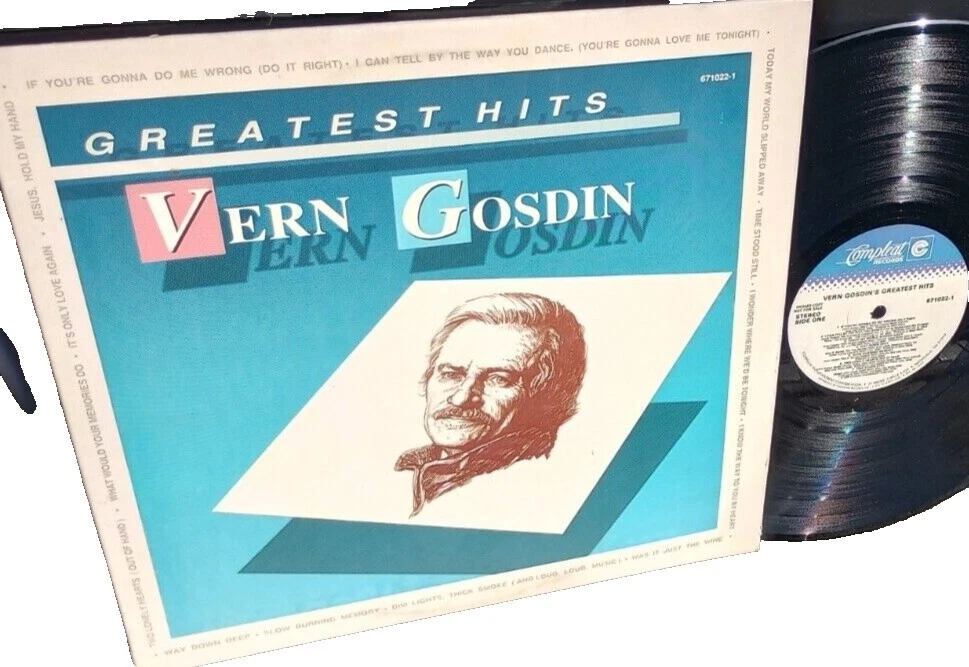 IF YOU'RE GONNA DO ME WRONG (DO IT RIGHT) • I CAN TELL BY THE WAY YOU DANCE, (YOU'RE GONNA LOVE ME TONIGHT) •
671022-1
GREATEST HITS
VERN GOSDIN
TODAY MY WORLD SLIPPED AWAY • TIME STOOD STILL • I WONDER WHERE WE'D BE TONIGHT • I KNOW THE WAY TO YOU BY HEART •
WAY DOWN DEEP • SLOW BURNING MEMORY • DIM LIGHTS, THICK SMOKE (AND LOUD, LOUD, MUSIC) • WAS IT JUST THE WINE •
TWO LONELY HEARTS (OUT OF HAND) • WHAT WOULD YOUR MEMORIES DO • IT'S ONLY LOVE AGAIN • JESUS, HOLD MY HAND •
Compleat
RECORDS
VERN GOSDIN'S GREATEST HITS
NOT FOR SALE
STEREO
SIDE ONE
671022-1